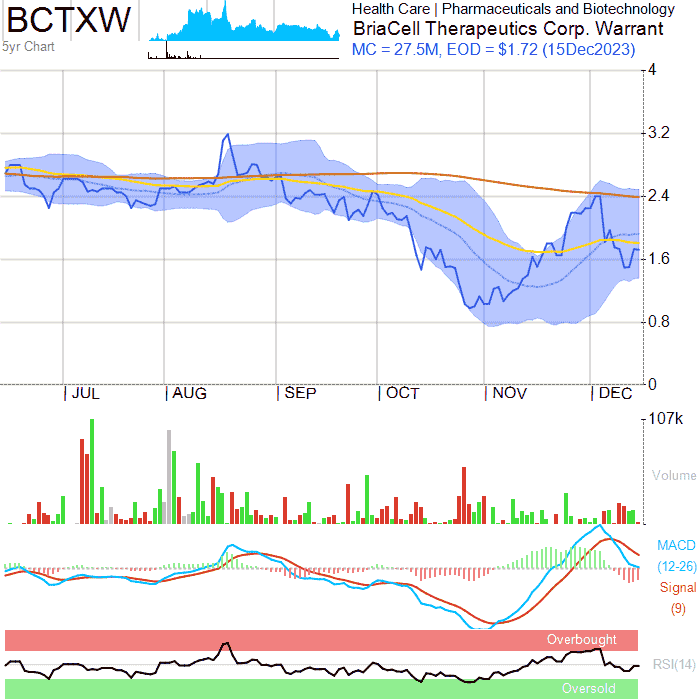 BCTXW
5yr Chart
Health Care | Pharmaceuticals and Biotechnology
BriaCell Therapeutics Corp. Warrant
MC = 27.5M, EOD = $1.72 (15Dec2023)
4
3.2
2.4
1.6
0.8
0
JUL AUG SEP OCT NOV DEC
107k
Volume
MACD
(12-26)
Signal
(9)
Overbought
RSI(14)
Oversold